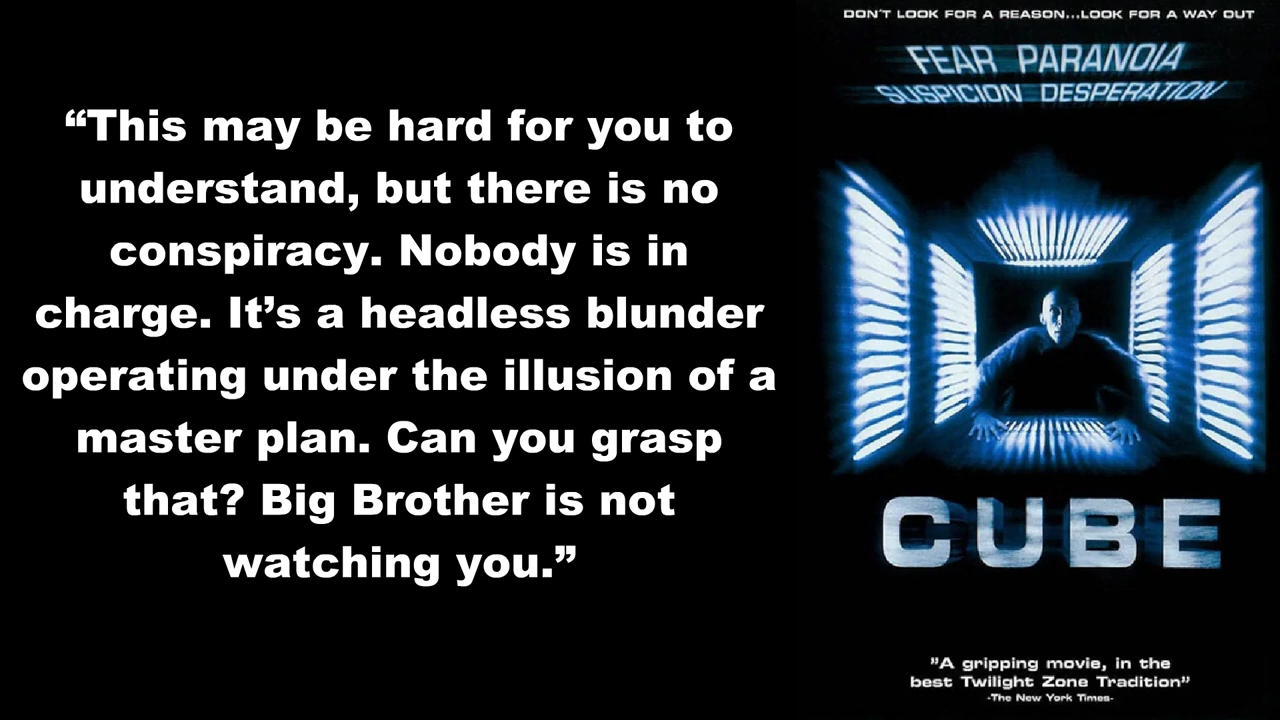 “This may be hard for you to
understand, but there is no
conspiracy. Nobody is in
charge. It’s a headless blunder
operating under the illusion of a
master plan. Can you grasp
that? Big Brother is not
watching you.”
DON'T LOOK FOR A REASON...LOOK FOR A WAY OUT
FEAR PARANOIA
SUSPICION DESPERATION
CUBE
”A gripping movie, in the
best Twilight Zone Tradition”
-The New York Times-